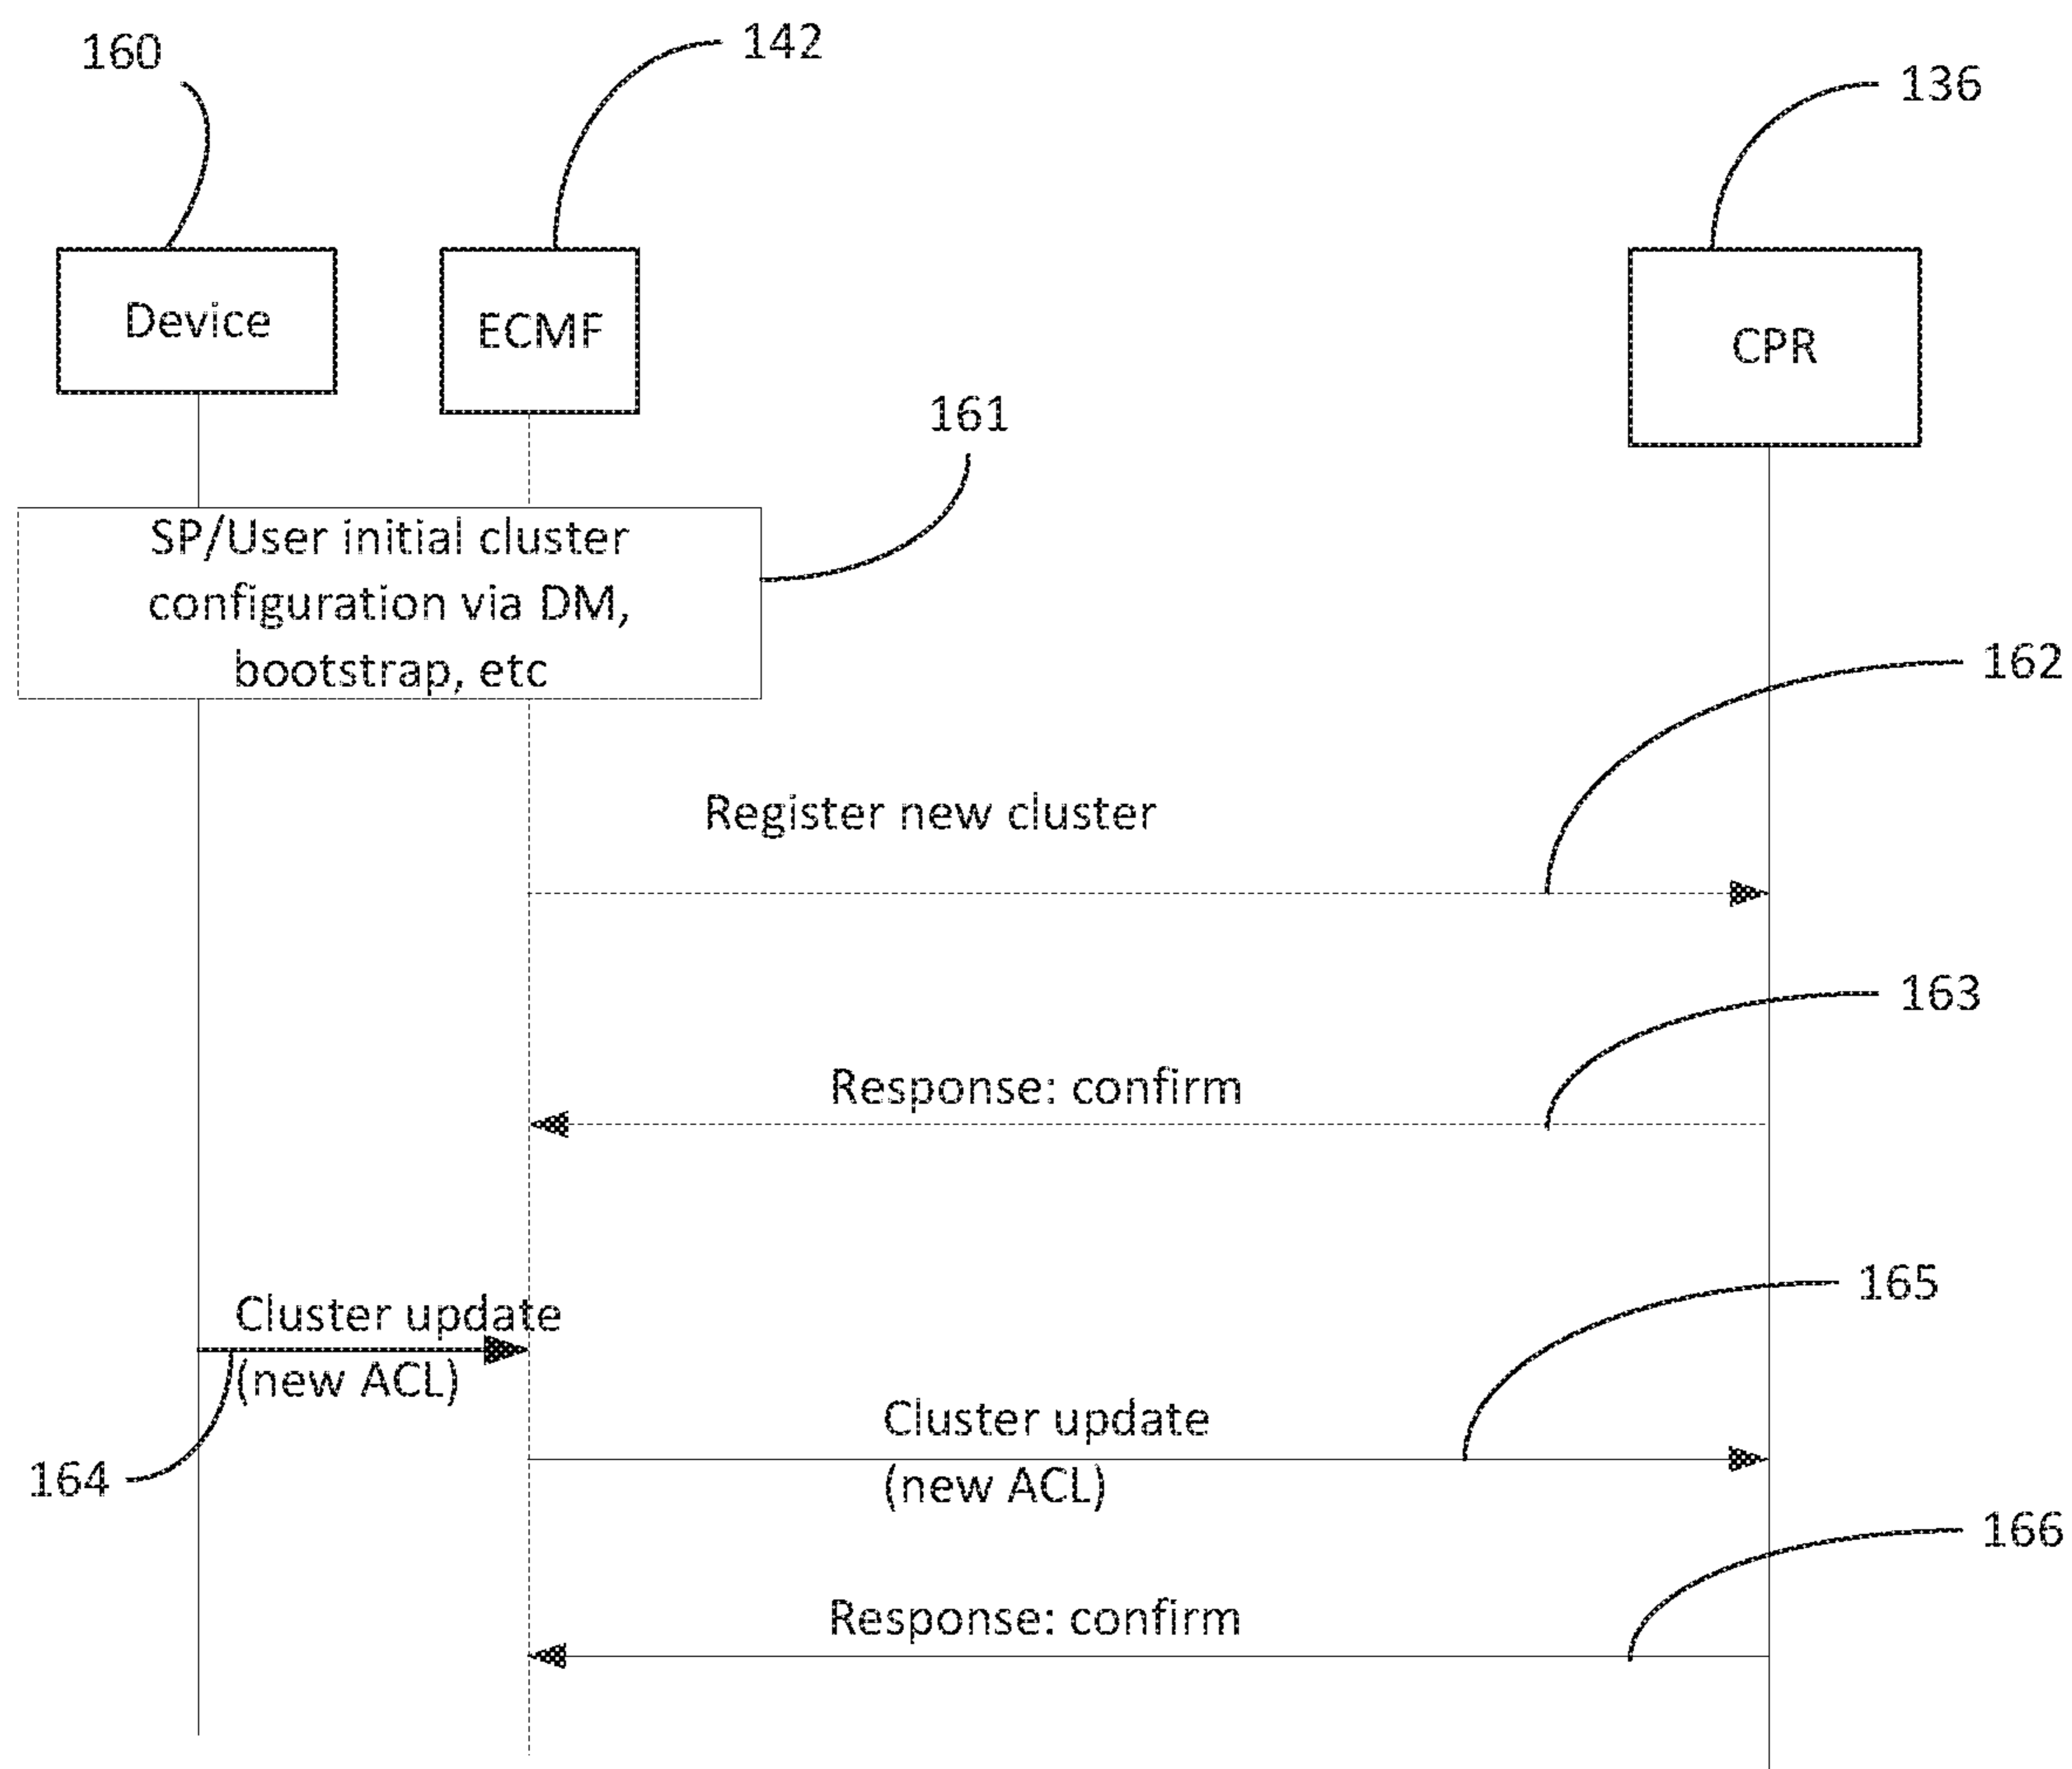 160
142
136
Device
ECMF
CPR
161
SP/User initial cluster
configuration via DM,
bootstrap, etc
162
Register new cluster
163
Response: confirm
165
Cluster update
(new ACL)
Cluster update
(new ACL)
164
166
Response: confirm